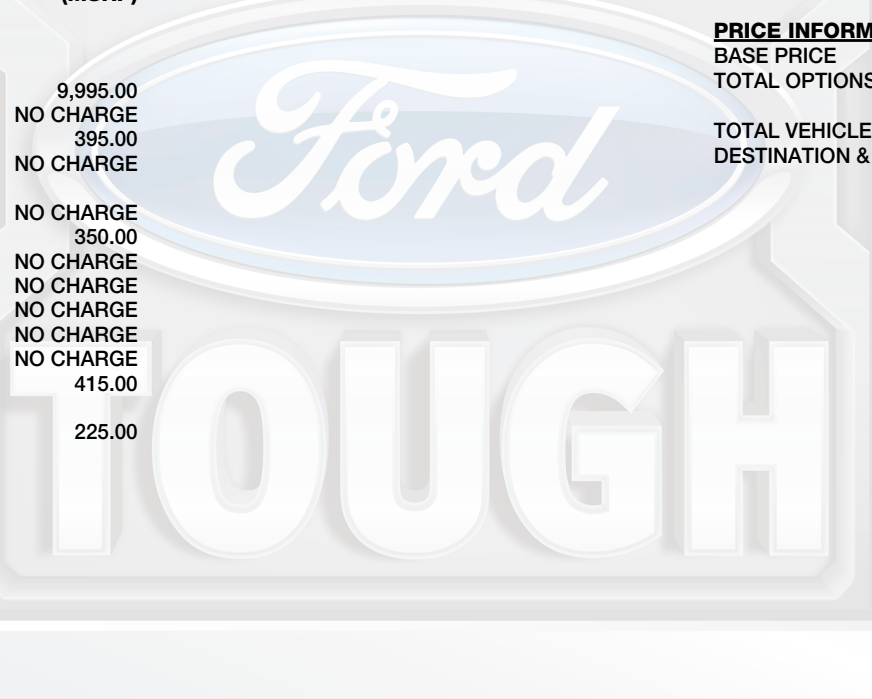 9,995.00
NO CHARGE
395.00
NO CHARGE
NO CHARGE
350.00
NO CHARGE
NO CHARGE
NO CHARGE
NO CHARGE
NO CHARGE
415.00
225.00
PRICE INFORM
BASE PRICE
TOTAL OPTIONS
TOTAL VEHICLE
DESTINATION &
Ford
TOUGH